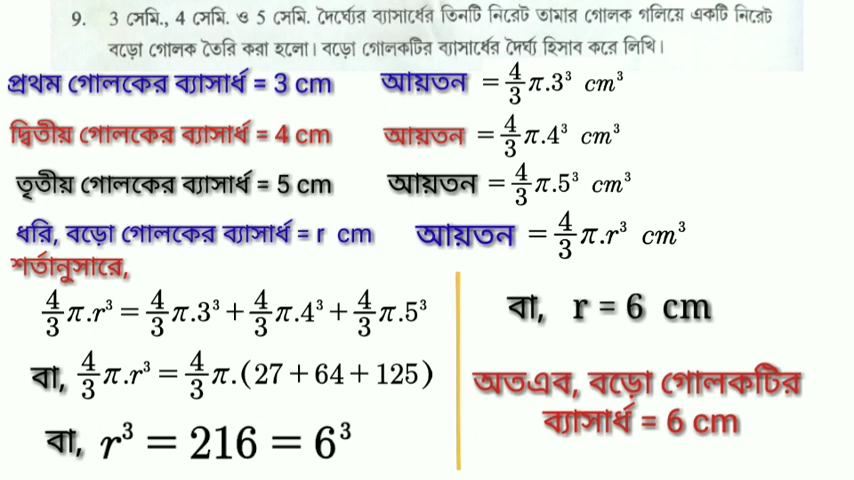 9. 3 সেমি., 4 সেমি. ও 5 সেমি. দৈর্ঘ্যের ব্যাসার্ধের তিনটি নিরেট তামার গোলক গলিয়ে একটি নিরেট
বড়ো গোলক তৈরি করা হলো। বড়ো গোলকটির ব্যাসার্ধের দৈর্ঘ্য হিসাব করে লিখি।
প্রথম গোলকের ব্যাসার্ধ = 3 cm আয়তন = 4/3 π.3³ cm³
দ্বিতীয় গোলকের ব্যাসার্ধ = 4 cm আয়তন = 4/3 π.4³ cm³
তৃতীয় গোলকের ব্যাসার্ধ = 5 cm আয়তন = 4/3 π.5³ cm³
ধরি, বড়ো গোলকের ব্যাসার্ধ = r cm আয়তন = 4/3 π.r³ cm³
শর্তানুসারে,
4/3 π.r³ = 4/3 π.3³ + 4/3 π.4³ + 4/3 π.5³
বা, 4/3 π.r³ = 4/3 π.(27 + 64 + 125)
বা, r³ = 216 = 6³
বা, r = 6 cm
অতএব, বড়ো গোলকটির
ব্যাসার্ধ = 6 cm